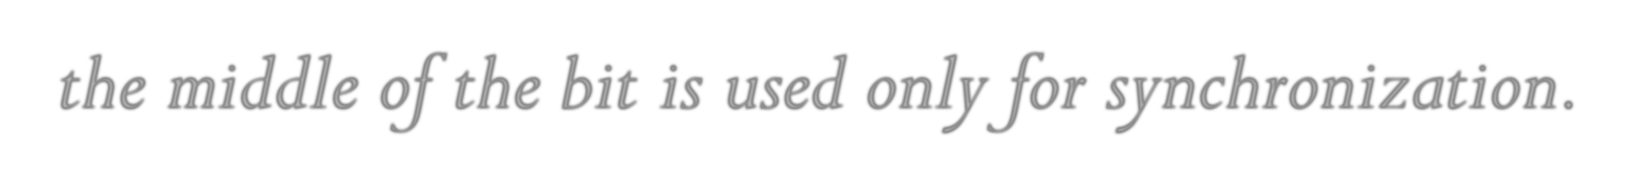 the middle of the bit is used only for synchronization.